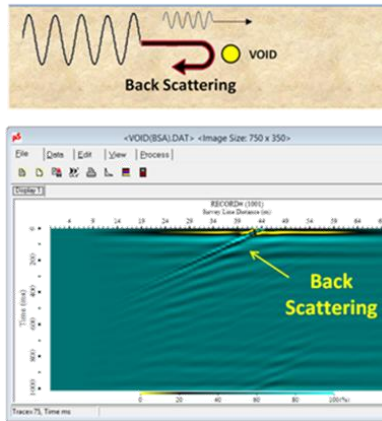 VOID
Back Scattering
<VOID(BSA).DAT> <Image Size: 750 x 350>
File Data Edit View Process
Display 1
RECORD# (1001)
Survey Line Distance (m)
4 9 14 19 24 29 34 39 44 49 54 59 64
Time (ms)
0
200
400
600
800
1000
Back
Scattering
0 20 40 60 80 100(%)
Trace=75, Time ms